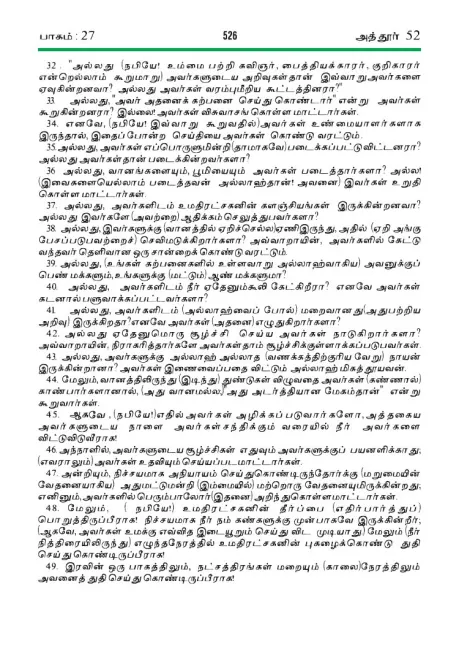 பாகம் : 27 526 அத்தூர் 52
32 . "அல்லது (நபியே! உம்மை பற்றி கவிஞர், பைத்தியக்காரர், குறிகாரர்
என்றெல்லாம் கூறுமாறு) அவர்களுடைய அறிவுகள்தான் இவ்வாறுஅவர்களை
ஏவுகின்றனவா? அல்லது அவர்கள் வரம்புமீறிய கூட்டத்தினரா?"
33. அல்லது, "அவர் அதனைக் கற்பனை செய்து கொண்டார்" என்று அவர்கள்
கூறுகின்றனரா? இல்லை! அவர்கள் விசுவாசங் கொள்ள மாட்டார்கள்.
34. எனவே, (நபியே! இவ்வாறு கூறுவதில்)அவர்கள் உண்மையாளர்களாக
இருந்தால், இதைப்போன்ற செய்தியை அவர்கள் கொண்டு வரட்டும்.
35.அல்லது, அவர்கள் எப்பொருளுமின்றி(தாமாகவே)படைக்கப்பட்டுவிட்டனரா?
அல்லது அவர்கள்தான் படைக்கின்றவர்களா?
36 அல்லது, வானங்களையும், பூமியையும் அவர்கள் படைத்தார்களா? அல்ல!
(இவைகளையெல்லாம் படைத்தவன் அல்லாஹ்தான்! அவனை) இவர்கள் உறுதி
கொள்ள மாட்டார்கள்.
37. அல்லது, அவர்களிடம் உமதிரட்சகனின் களஞ்சியங்கள் இருக்கின்றனவா?
அல்லது இவர்களே (அவற்றை)ஆதிக்கம் செலுத்துபவர்களா?
38. அல்லது, இவர்களுக்கு (வானத்தில் ஏறிச்செல்ல)ஏணிஇருந்து, அதில் (ஏறி அங்கு
பேசப்படுபவற்றைச்) செவிமடுக்கிறார்களா? அவ்வாறாயின், அவர்களில் கேட்டு
வந்தவர் தெளிவான ஒரு சான்றைக் கொண்டு வரட்டும்.
39. அல்லது, (உங்கள் கற்பனைகளில் உள்ளவாறு அல்லாஹ்வாகிய) அவனுக்குப்
பெண் மக்களும்,உங்களுக்கு (மட்டும்)ஆண் மக்களுமா?
40. அல்லது, அவர்களிடம் நீர் ஏதேனும்கூலி கேட்கிறீரா? எனவே அவர்கள்
கடனால் பளுவாக்கப்பட்டவர்களா?
41. அல்லது, அவர்களிடம் (அல்லாஹ்வைப் போல்) மறைவானது(அதுபற்றிய
அறிவு) இருக்கிறதா?எனவே அவர்கள் (அதனை)எழுதுகிறார்களா?
42. அல்லது ஏதேனுமொரு சூழ்ச்சி செய்ய அவர்கள் நாடுகிறார்களா?
அவ்வாறாயின், நிராகரித்தார்களே அவர்கள்தாம் சூழ்ச்சிக்குள்ளாக்கப்படுபவர்கள்.
43. அல்லது, அவர்களுக்கு அல்லாஹ் அல்லாத (வணக்கத்திற்குரிய வேறு) நாயன்
இருக்கின்றானா? அவர்கள் இணைவைப்பதை விட்டும் அல்லாஹ் மிகத்தூயவன்.
44. மேலும், வானத்திலிருந்து (இடிந்து) துண்டுகள் விழுவதை அவர்கள் (கண்ணால்)
காண்பார்களானால், (அது வானமல்ல) அது அடர்த்தியான மேகம்தான்" என்று
கூறுவார்கள்.
45. ஆகவே, (நபியே!)எதில் அவர்கள் அழிக்கப் படுவார்களோ, அத்தகைய
அவர்களுடைய நாளை அவர்கள்சந்திக்கும் வரையில் நீர் அவர்களை
விட்டுவிடுவீராக!
46. அந்நாளில், அவர்களுடைய சூழ்ச்சிகள் எதுவும் அவர்களுக்குப் பயனளிக்காது;
(எவராலும்) அவர்கள் உதவியும் செய்யப்படமாட்டார்கள்.
47. அன்றியும், நிச்சயமாக அநியாயம் செய்துகொண்டிருந்தோர்க்கு (மறுமையின்
வேதனையாகிய) அதுமட்டுமன்றி (இம்மையில்) மற்றொரு வேதனையுமிருக்கின்றது;
எனினும், அவர்களில் பெரும்பாலோர் (இதனை)அறிந்துகொள்ளமாட்டார்கள்.
48. மேலும், ( நபியே!) உமதிரட்சகனின் தீர்ப்பை (எதிர்பார்த்துப்)
பொறுத்திருப்பீராக! நிச்சயமாக நீர் நம் கண்களுக்கு முன்பாகவே இருக்கின்றீர்,
(ஆகவே, அவர்கள் உமக்கு எவ்வித இடையூறும் செய்து விட முடியாது) மேலும் (நீர்
நித்திரையிலிருந்து) எழுந்தநேரத்தில் உமதிரட்சகனின் புகழைக்கொண்டு துதி
செய்து கொண்டிருப்பீராக!
49. இரவின் ஒரு பாகத்திலும், நட்சத்திரங்கள் மறையும் (காலை)நேரத்திலும்
அவனைத் துதி செய்து கொண்டிருப்பீராக!